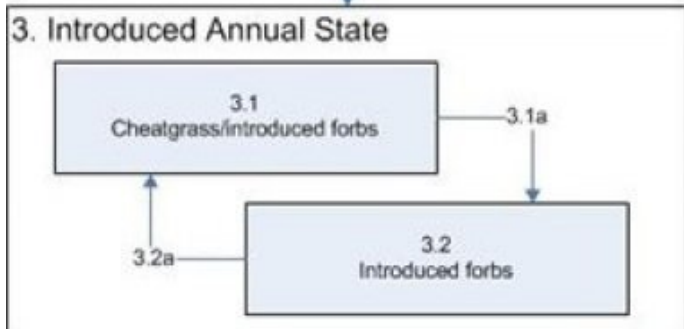 3. Introduced Annual State
3.1
Cheatgrass/introduced forbs
3.1a
3.2
Introduced forbs
3.2a